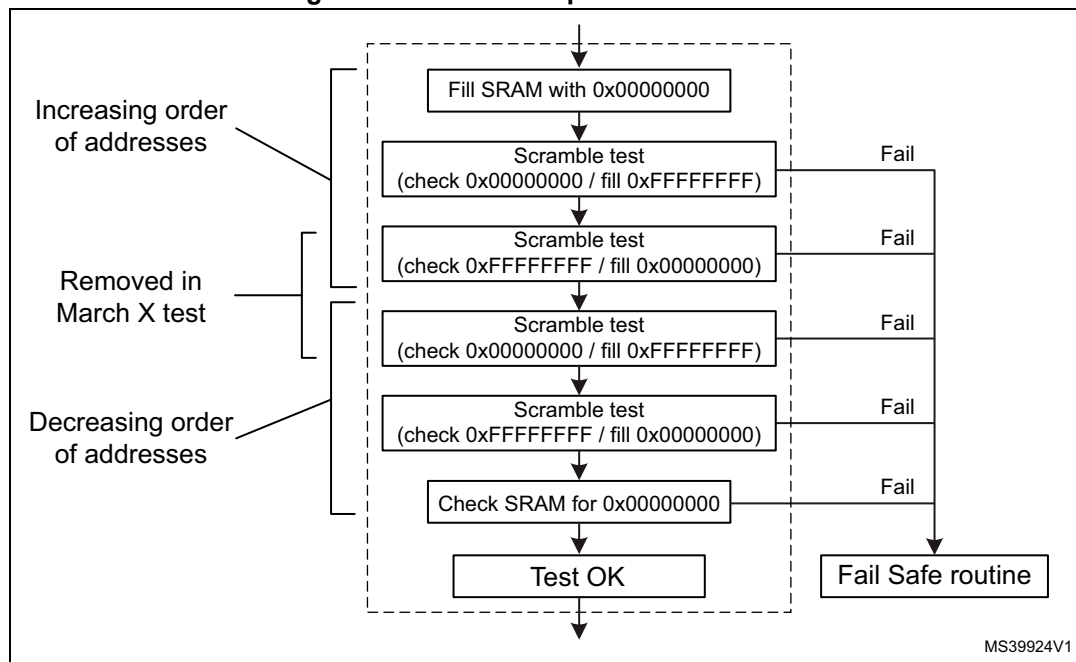 Fill SRAM with 0x00000000
Increasing order
of addresses
Scramble test
(check 0x00000000 / fill 0xFFFFFFFF)
Fail
Scramble test
(check 0xFFFFFFFF / fill 0x00000000)
Fail
Removed in
March X test
Scramble test
(check 0x00000000 / fill 0xFFFFFFFF)
Fail
Scramble test
(check 0xFFFFFFFF / fill 0x00000000)
Fail
Decreasing order
of addresses
Check SRAM for 0x00000000
Fail
Test OK
Fail Safe routine
MS39924V1